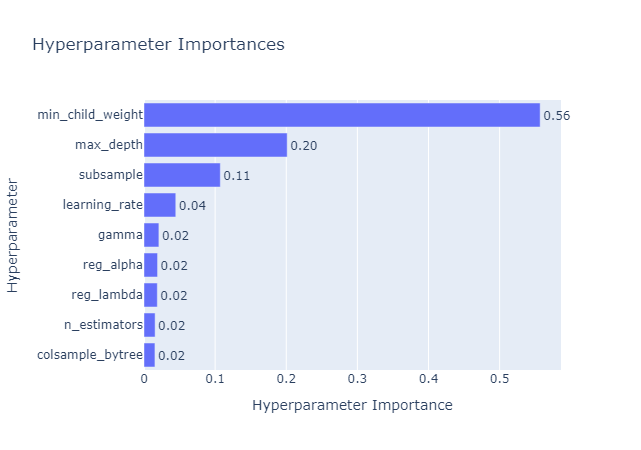 Hyperparameter Importances
min_child_weight 0.56
max_depth 0.20
subsample 0.11
learning_rate 0.04
gamma 0.02
reg_alpha 0.02
reg_lambda 0.02
n_estimators 0.02
colsample_bytree 0.02
0 0.1 0.2 0.3 0.4 0.5
Hyperparameter Importance
Hyperparameter